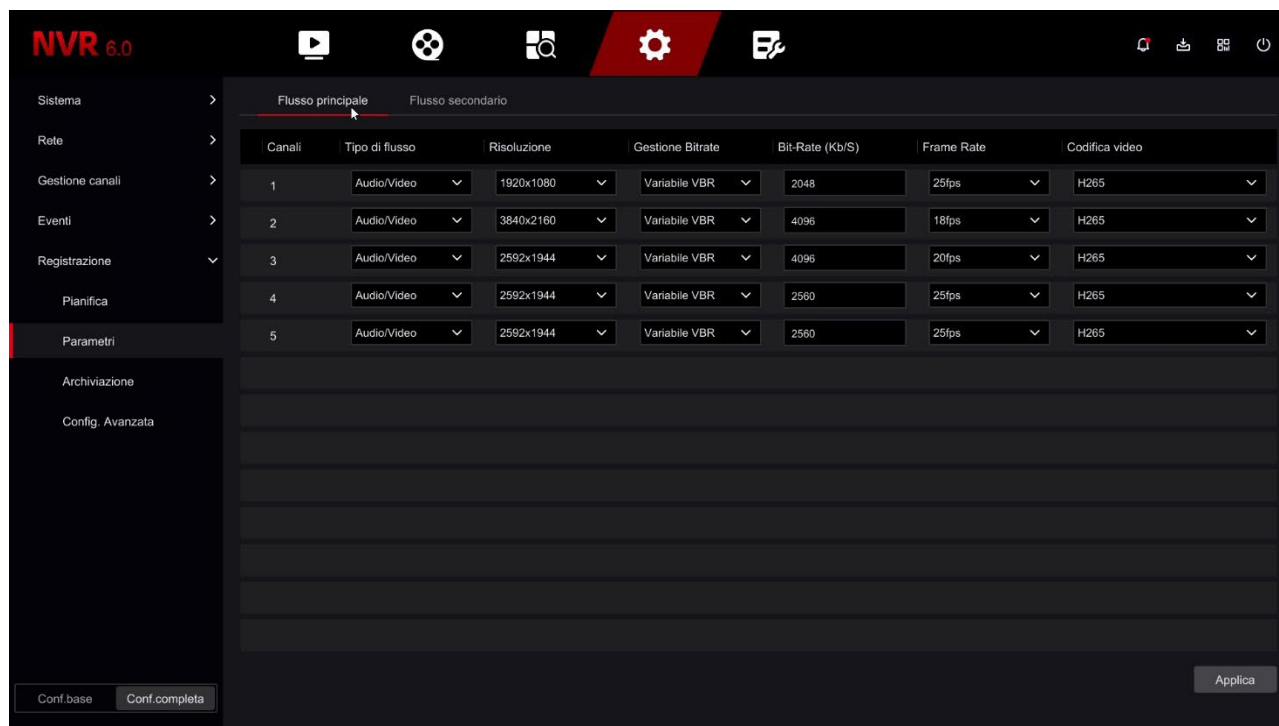 NVR 6.0
Sistema
Rete
Gestione canali
Eventi
Registrazione
Pianifica
Parametri
Archiviazione
Config. Avanzata
Conf.base Conf.completa
Flusso principale Flusso secondario
Canali Tipo di flusso Risoluzione Gestione Bitrate Bit-Rate (Kb/S) Frame Rate Codifica video
1 Audio/Video 1920x1080 Variabile VBR 2048 25fps H265
2 Audio/Video 3840x2160 Variabile VBR 4096 18fps H265
3 Audio/Video 2592x1944 Variabile VBR 4096 20fps H265
4 Audio/Video 2592x1944 Variabile VBR 2560 25fps H265
5 Audio/Video 2592x1944 Variabile VBR 2560 25fps H265
Applica